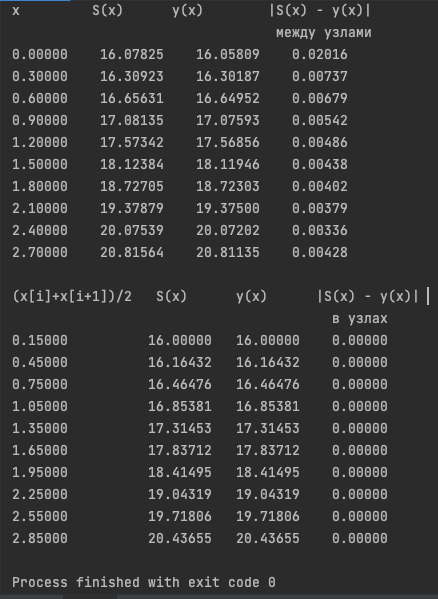 x S(x) y(x) |S(x) - y(x)|
между узлами
0.00000 16.07825 16.05809 0.02016
0.30000 16.30923 16.30187 0.00737
0.60000 16.65631 16.64952 0.00679
0.90000 17.08135 17.07593 0.00542
1.20000 17.57342 17.56856 0.00486
1.50000 18.12384 18.11946 0.00438
1.80000 18.72705 18.72303 0.00402
2.10000 19.37879 19.37500 0.00379
2.40000 20.07539 20.07202 0.00336
2.70000 20.81564 20.81135 0.00428
(x[i]+x[i+1])/2 S(x) y(x) |S(x) - y(x)|
в узлах
0.15000 16.00000 16.00000 0.00000
0.45000 16.16432 16.16432 0.00000
0.75000 16.46476 16.46476 0.00000
1.05000 16.85381 16.85381 0.00000
1.35000 17.31453 17.31453 0.00000
1.65000 17.83712 17.83712 0.00000
1.95000 18.41495 18.41495 0.00000
2.25000 19.04319 19.04319 0.00000
2.55000 19.71806 19.71806 0.00000
2.85000 20.43655 20.43655 0.00000
Process finished with exit code 0